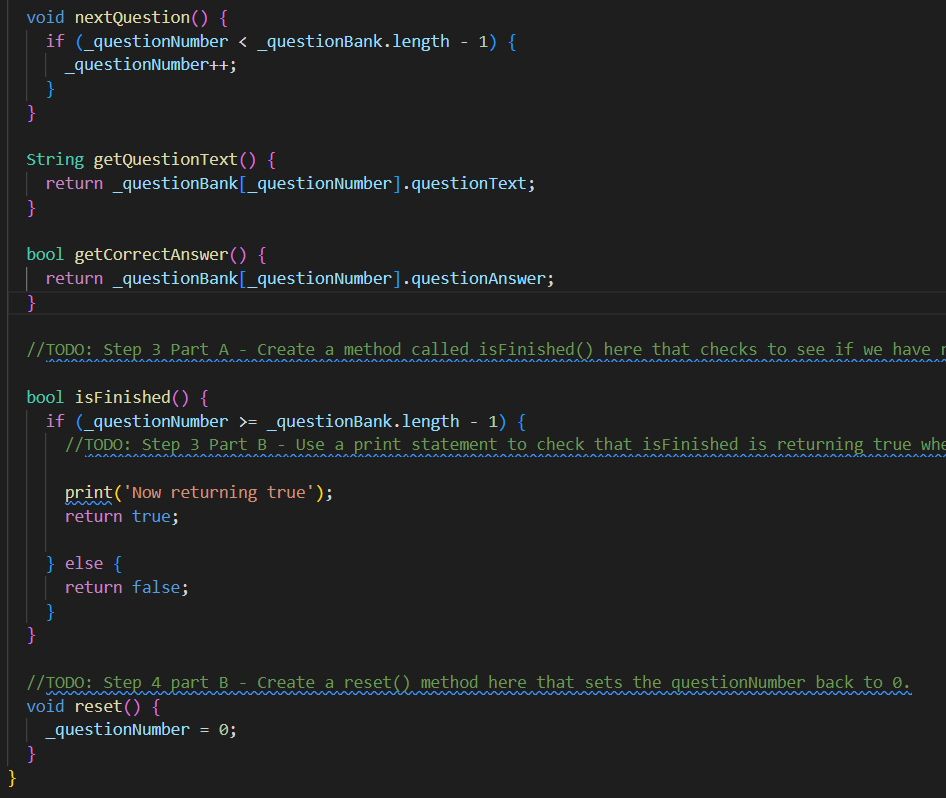 void nextQuestion() {
if (_questionNumber < _questionBank.length - 1) {
_questionNumber++;
}
}
String getQuestionText() {
return _questionBank[_questionNumber].questionText;
}
bool getCorrectAnswer() {
return _questionBank[_questionNumber].questionAnswer;
}
//TODO: Step 3 Part A - Create a method called isFinished() here that checks to see if we have
bool isFinished() {
if (_questionNumber >= _questionBank.length - 1) {
//TODO: Step 3 Part B - Use a print statement to check that isFinished is returning true
print('Now returning true');
return true;
} else {
return false;
}
}
//TODO: Step 4 part B - Create a reset() method here that sets the questionNumber back to 0.
void reset() {
_questionNumber = 0;
}
}